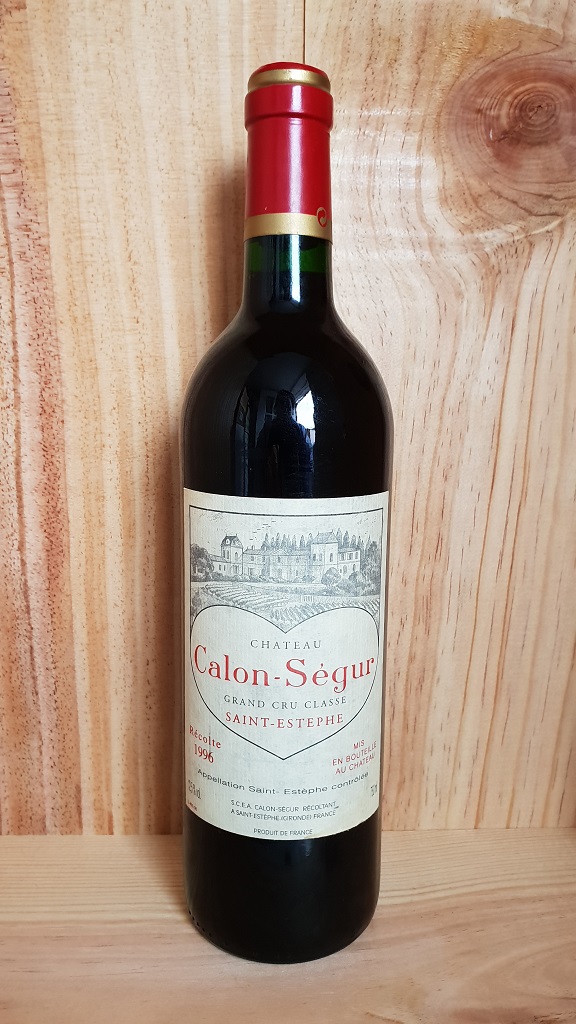 CHATEAU
Calon-Ségur
GRAND CRU CLASSE
SAINT-ESTEPHE
Récolte
1996
MIS
EN BOUTEILLE
AU CHATEAU
Appellation Saint-Estèphe contrôlée
S.C.E.A. CALON-SÉGUR RÉCOLTANT
A SAINT-ESTÈPHE (GIRONDE) FRANCE
PRODUIT DE FRANCE